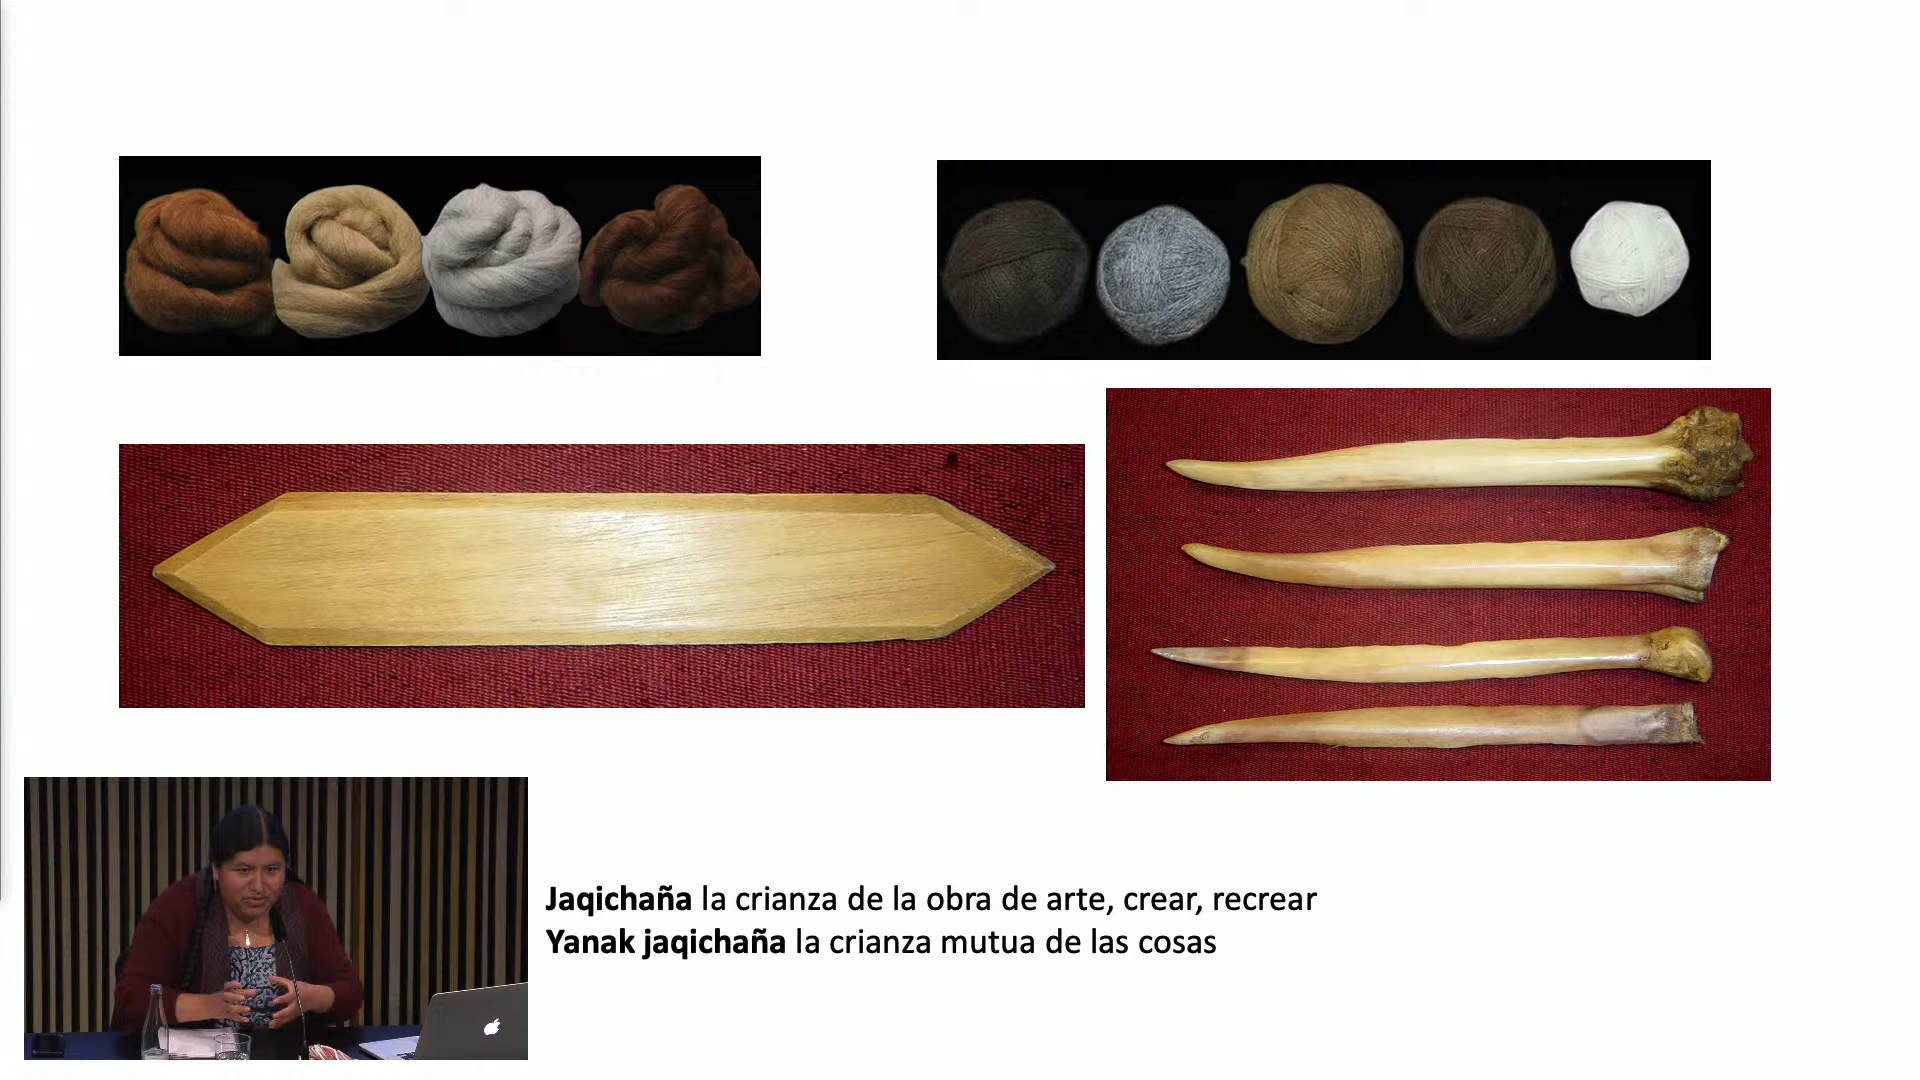 Jaqichaña la crianza de la obra de arte, crear, recrear
Yanak jaqichaña la crianza mutua de las cosas